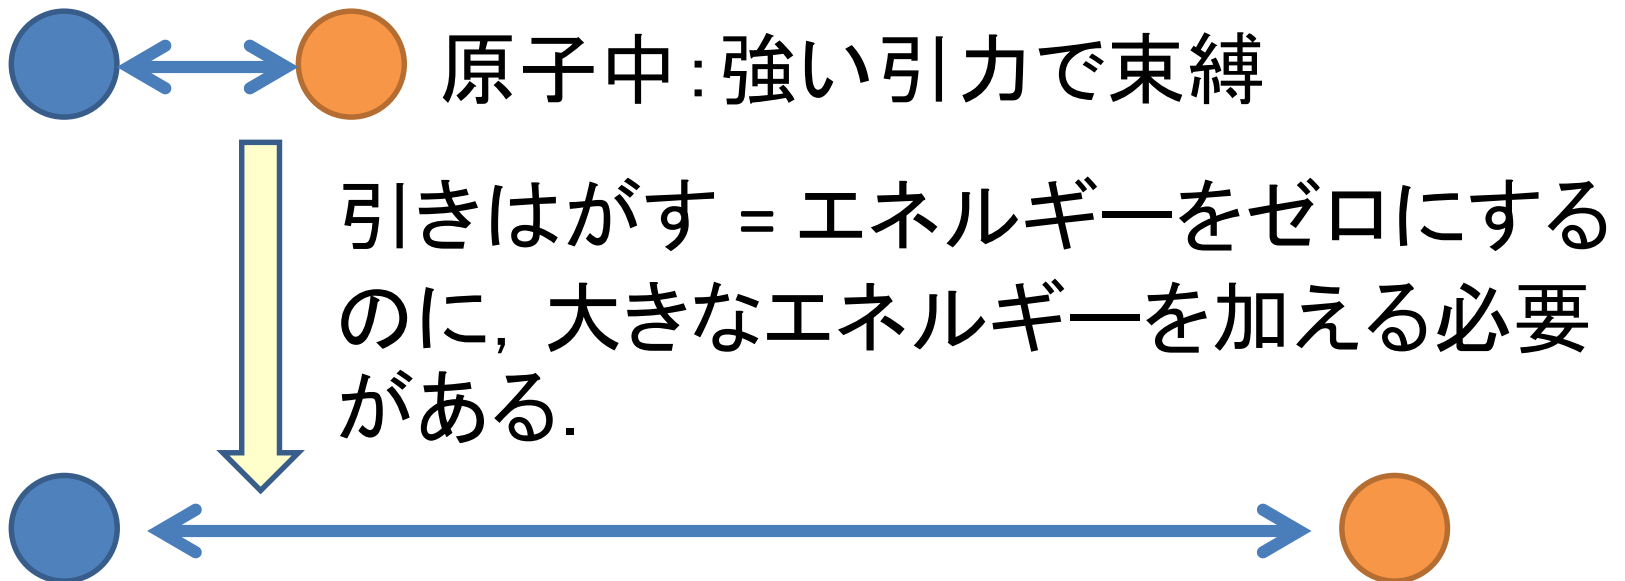 原子中:強い引力で束縛
引きはがす = エネルギーをゼロにする
のに, 大きなエネルギーを加える必要
がある.